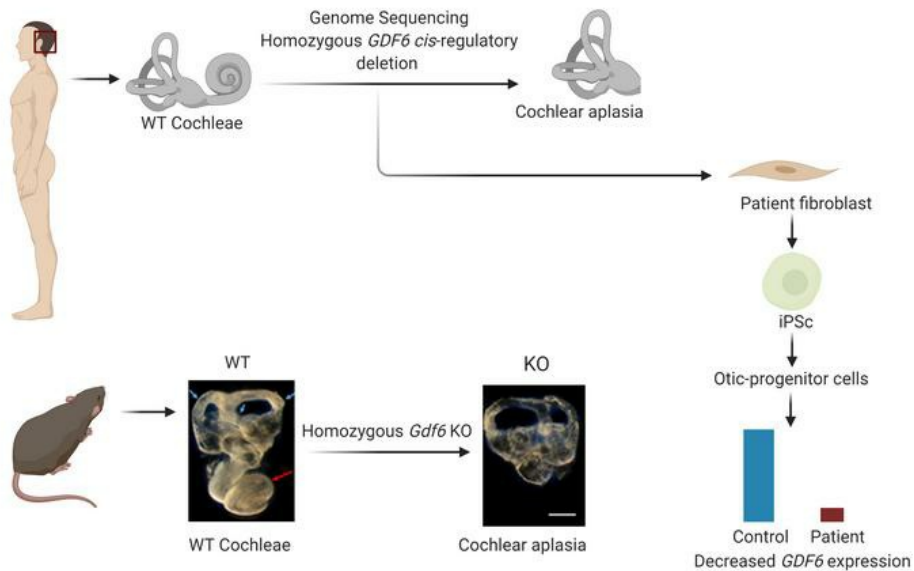 Genome Sequencing
Homozygous GDF6 cis-regulatory
deletion
WT Cochleae
Cochlear aplasia
Patient fibroblast
iPSc
Otic-progenitor cells
WT
KO
Homozygous Gdf6 KO
WT Cochleae
Cochlear aplasia
Control
Patient
Decreased GDF6 expression